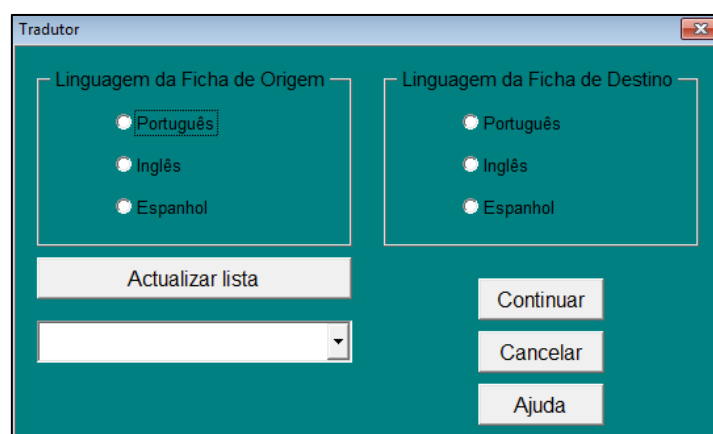 Tradutor
Linguagem da Ficha de Origem
Português
Inglês
Espanhol
Linguagem da Ficha de Destino
Português
Inglês
Espanhol
Actualizar lista
Continuar
Cancelar
Ajuda